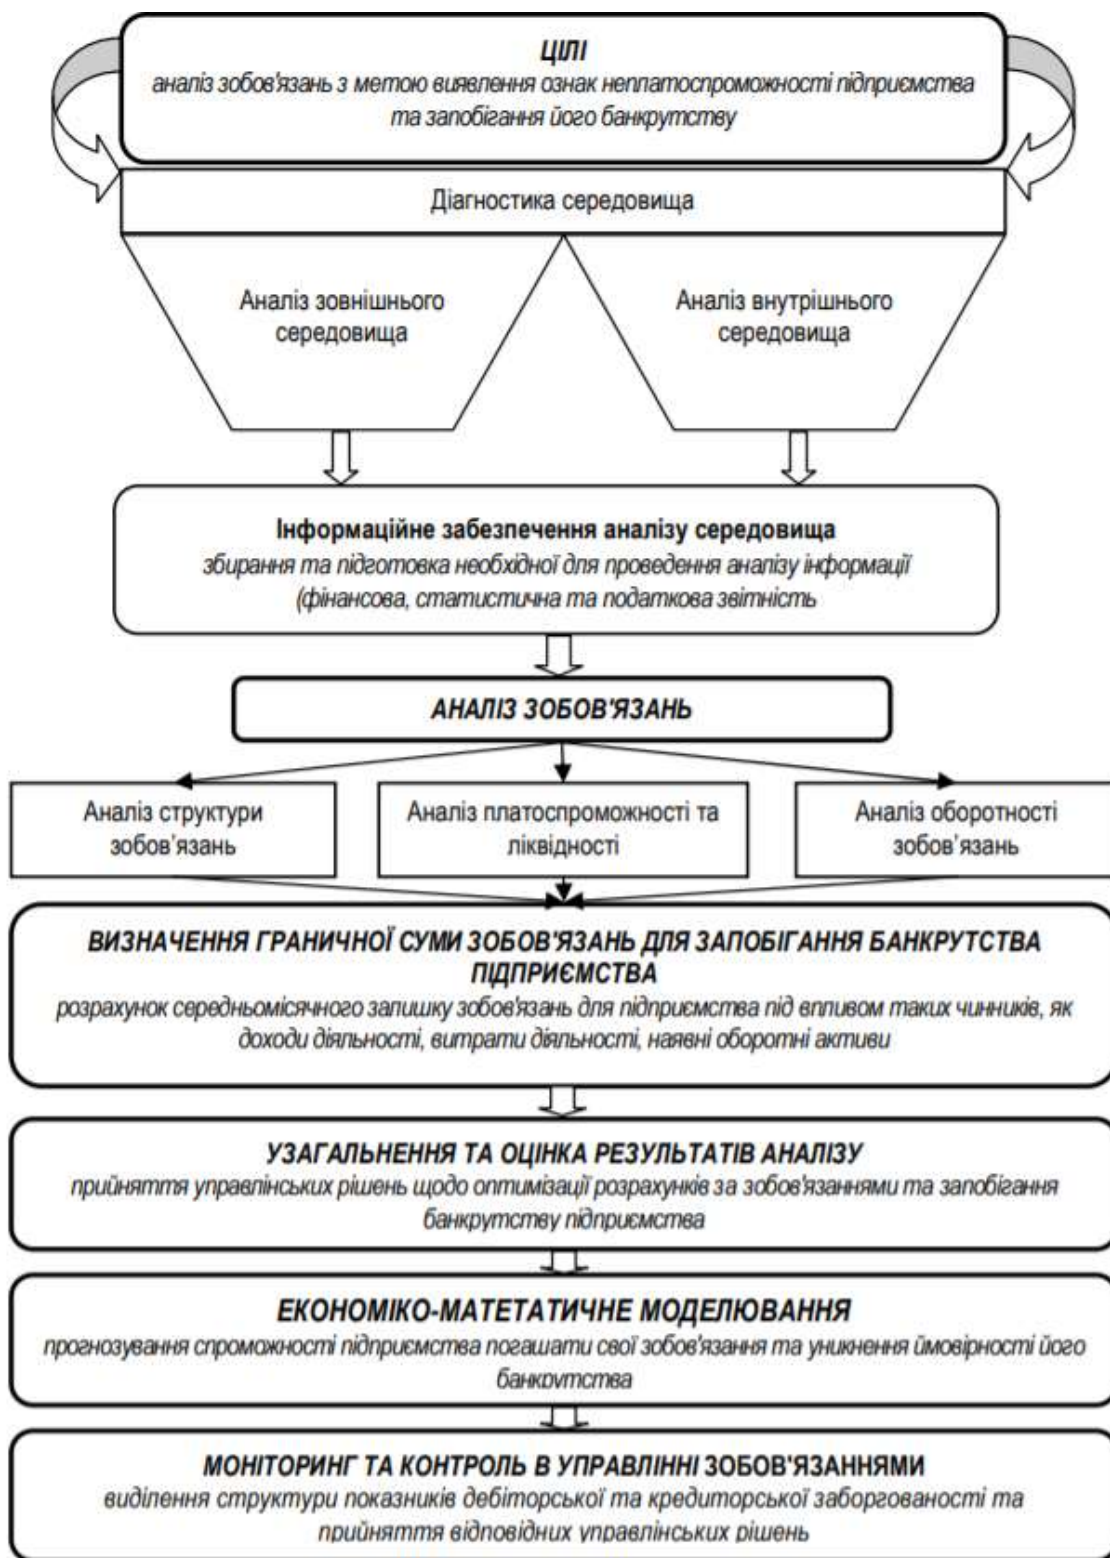 ЦІЛІ
аналіз зобов'язань з метою виявлення ознак неплатоспроможності підприємства
та запобігання його банкрутству
Діагностика середовища
Аналіз зовнішнього
середовища
Аналіз внутрішнього
середовища
Інформаційне забезпечення аналізу середовища
збирання та підготовка необхідної для проведення аналізу інформації
(фінансова, статистична та податкова звітність
АНАЛІЗ ЗОБОВ'ЯЗАНЬ
Аналіз структури
зобов’язань
Аналіз платоспроможності та
ліквідності
Аналіз оборотності
зобов’язань
ВИЗНАЧЕННЯ ГРАНИЧНОЇ СУМИ ЗОБОВ'ЯЗАНЬ ДЛЯ ЗАПОБІГАННЯ БАНКРУТСТВА
ПІДПРИЄМСТВА
розрахунок середньомісячного залишку зобов'язань для підприємства під впливом таких чинників, як
доходи діяльності, витрати діяльності, наявні оборотні активи
УЗАГАЛЬНЕННЯ ТА ОЦІНКА РЕЗУЛЬТАТІВ АНАЛІЗУ
прийняття управлінських рішень щодо оптимізації розрахунків за зобов'язаннями та запобігання
банкрутству підприємства
ЕКОНОМІКО-МАТЕТАТИЧНЕ МОДЕЛЮВАННЯ
прогнозування спроможності підприємства погашати свої зобов'язання та уникнення ймовірності його
банкрутства
МОНІТОРИНГ ТА КОНТРОЛЬ В УПРАВЛІННІ ЗОБОВ'ЯЗАННЯМИ
виділення структури показників дебіторської та кредиторської заборгованості та
прийняття відповідних управлінських рішень